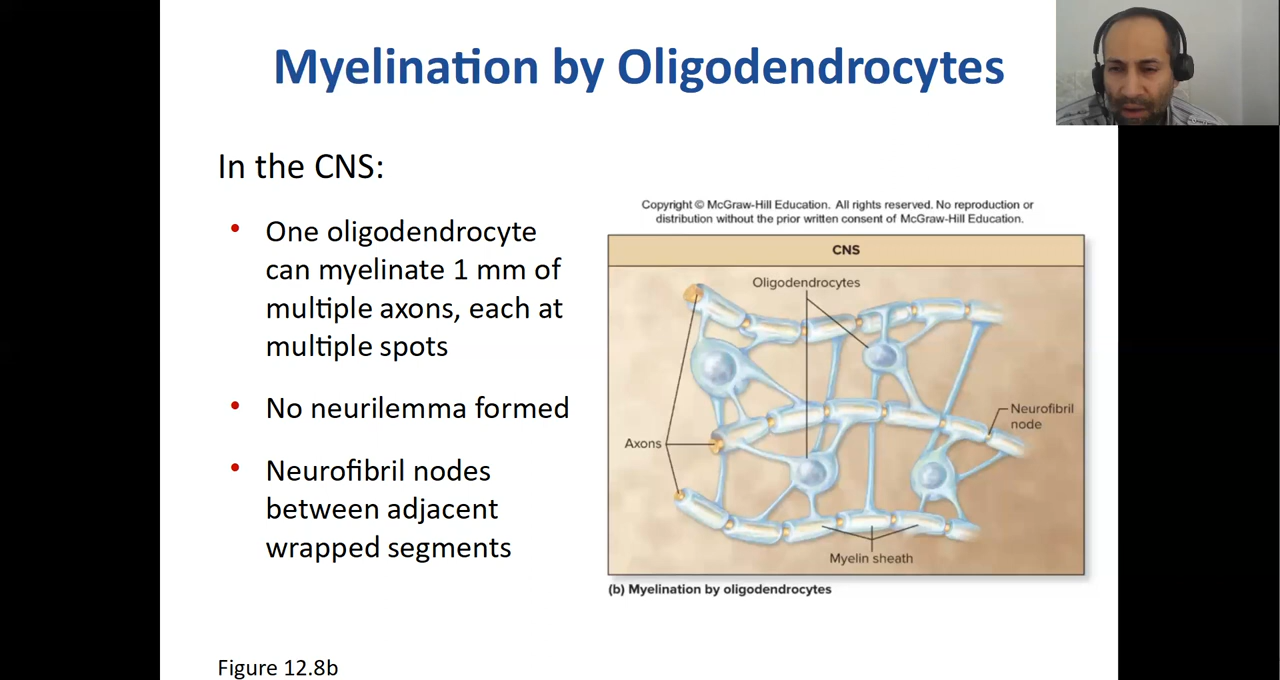 Myelination by Oligodendrocytes
In the CNS:
• One oligodendrocyte
can myelinate 1 mm of
multiple axons, each at
multiple spots
• No neurilemma formed
• Neurofibril nodes
between adjacent
wrapped segments
Figure 12.8b
Copyright © McGraw-Hill Education. All rights reserved. No reproduction or
distribution without the prior written consent of McGraw-Hill Education.
CNS
Oligodendrocytes
Neurofibril
node
Axons
Myelin sheath
(b) Myelination by oligodendrocytes